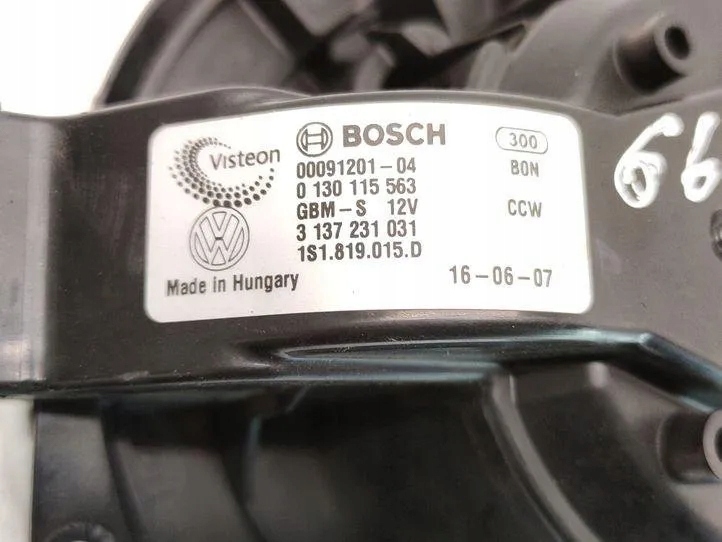 Visteon
BOSCH
300
00091201-04
BON
0 130 115 563
GBM-S 12V
CCW
3 137 231 031
1S1.819.015.D
Made in Hungary
16-06-07